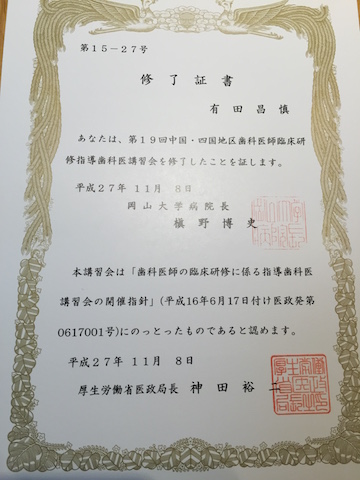 第15-27号
修了証書
有田昌慎
あなたは、第19回中国・四国地区歯科医師臨床研
修指導歯科医講習会を修了したことを証します。
平成27年 11月 8日
岡山大学病院長
槇野博史
本講習会は「歯科医師の臨床研修に係る指導歯科医
講習会の開催指針」(平成16年6月17日付け医政発第
0617001号)にのっとったものであると認めます。
平成27年 11月 8日
厚生労働省医政局長 神田裕二